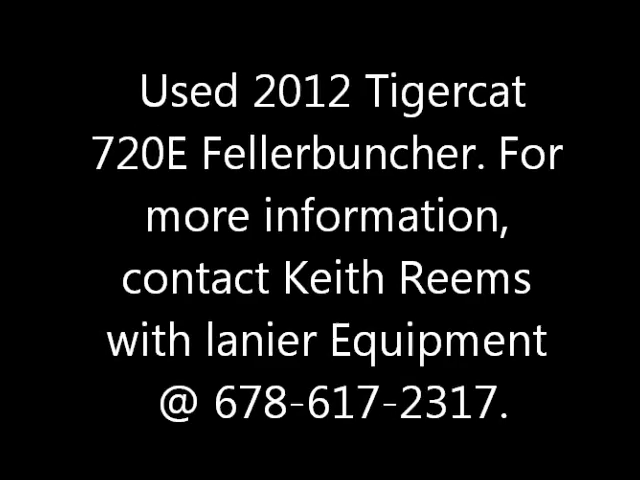 Used 2012 Tigercat
720E Fellerbuncher. For
more information,
contact Keith Reems
with lanier Equipment
@ 678-617-2317.